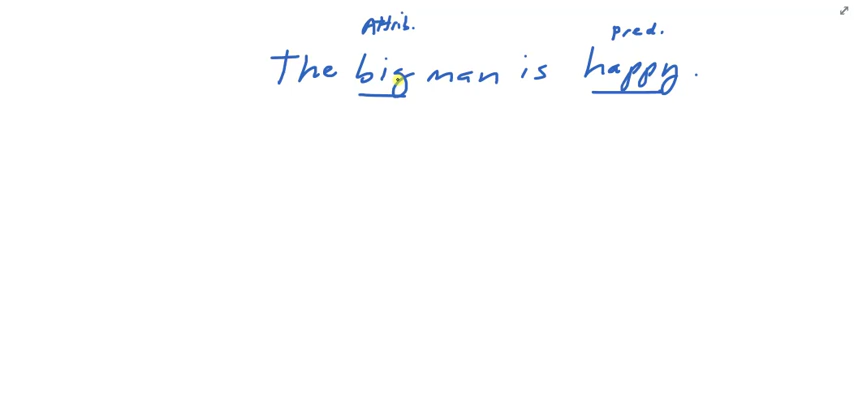 Attrib. pred.
The big man is happy.